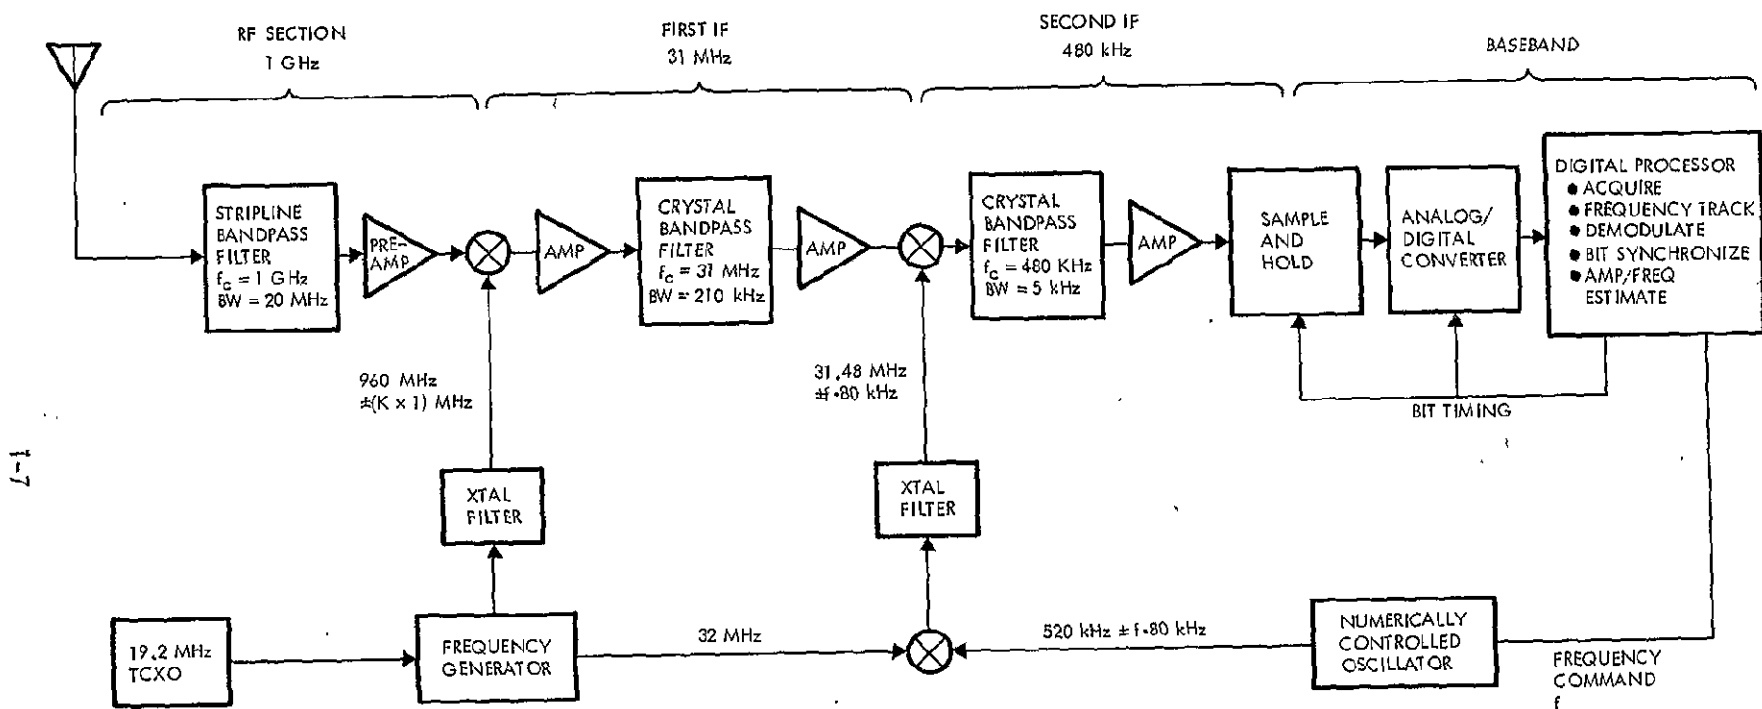 RF SECTION
1 GHz
FIRST IF
31 MHz
SECOND IF
480 kHz
BASEBAND
STRIPLINE
BANDPASS
FILTER
fc = 1 GHz
BW = 20 MHz
PRE-
AMP
AMP
CRYSTAL
BANDPASS
FILTER
fc = 31 MHz
BW = 210 kHz
AMP
CRYSTAL
BANDPASS
FILTER
fc = 480 KHz
BW = 5 kHz
AMP
SAMPLE
AND
HOLD
ANALOG/
DIGITAL
CONVERTER
DIGITAL PROCESSOR
● ACQUIRE
● FREQUENCY TRACK
● DEMODULATE
● BIT SYNCHRONIZE
● AMP/FREQ
ESTIMATE
960 MHz
±(K × 1) MHz
31.48 MHz
±f·80 kHz
BIT TIMING
1-7
XTAL
FILTER
XTAL
FILTER
19.2 MHz
TCXO
FREQUENCY
GENERATOR
32 MHz
520 kHz ± f·80 kHz
NUMERICALLY
CONTROLLED
OSCILLATOR
FREQUENCY
COMMAND
f